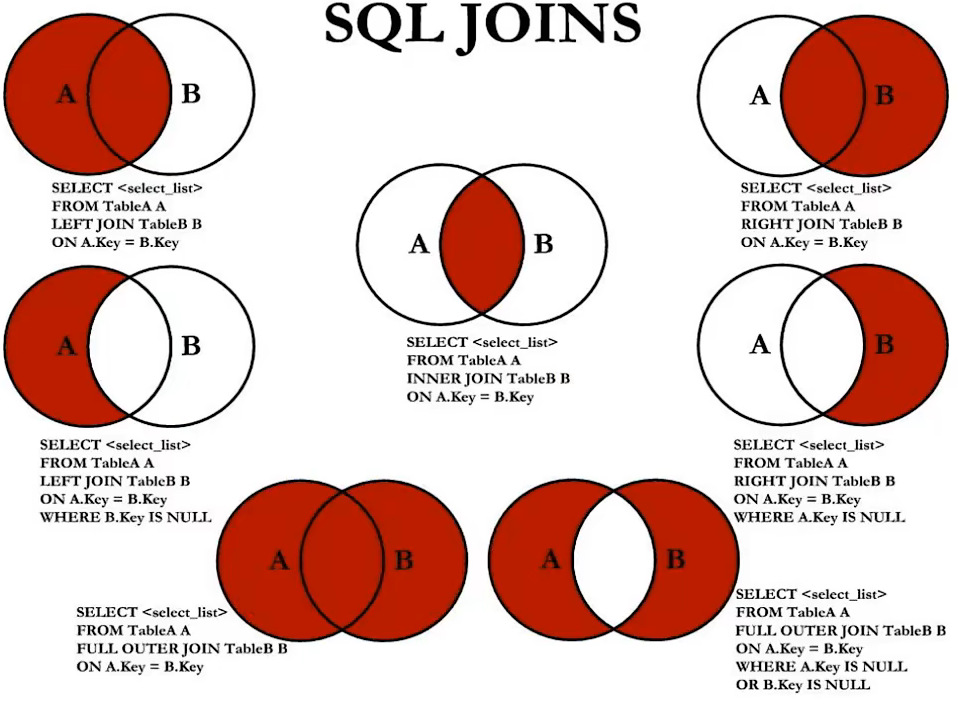 SQL JOINS
A B
SELECT <select_list>
FROM TableA A
LEFT JOIN TableB B
ON A.Key = B.Key
A B
SELECT <select_list>
FROM TableA A
RIGHT JOIN TableB B
ON A.Key = B.Key
A B
SELECT <select_list>
FROM TableA A
INNER JOIN TableB B
ON A.Key = B.Key
A B
SELECT <select_list>
FROM TableA A
LEFT JOIN TableB B
ON A.Key = B.Key
WHERE B.Key IS NULL
A B
SELECT <select_list>
FROM TableA A
RIGHT JOIN TableB B
ON A.Key = B.Key
WHERE A.Key IS NULL
A B
SELECT <select_list>
FROM TableA A
FULL OUTER JOIN TableB B
ON A.Key = B.Key
A B
SELECT <select_list>
FROM TableA A
FULL OUTER JOIN TableB B
ON A.Key = B.Key
WHERE A.Key IS NULL
OR B.Key IS NULL